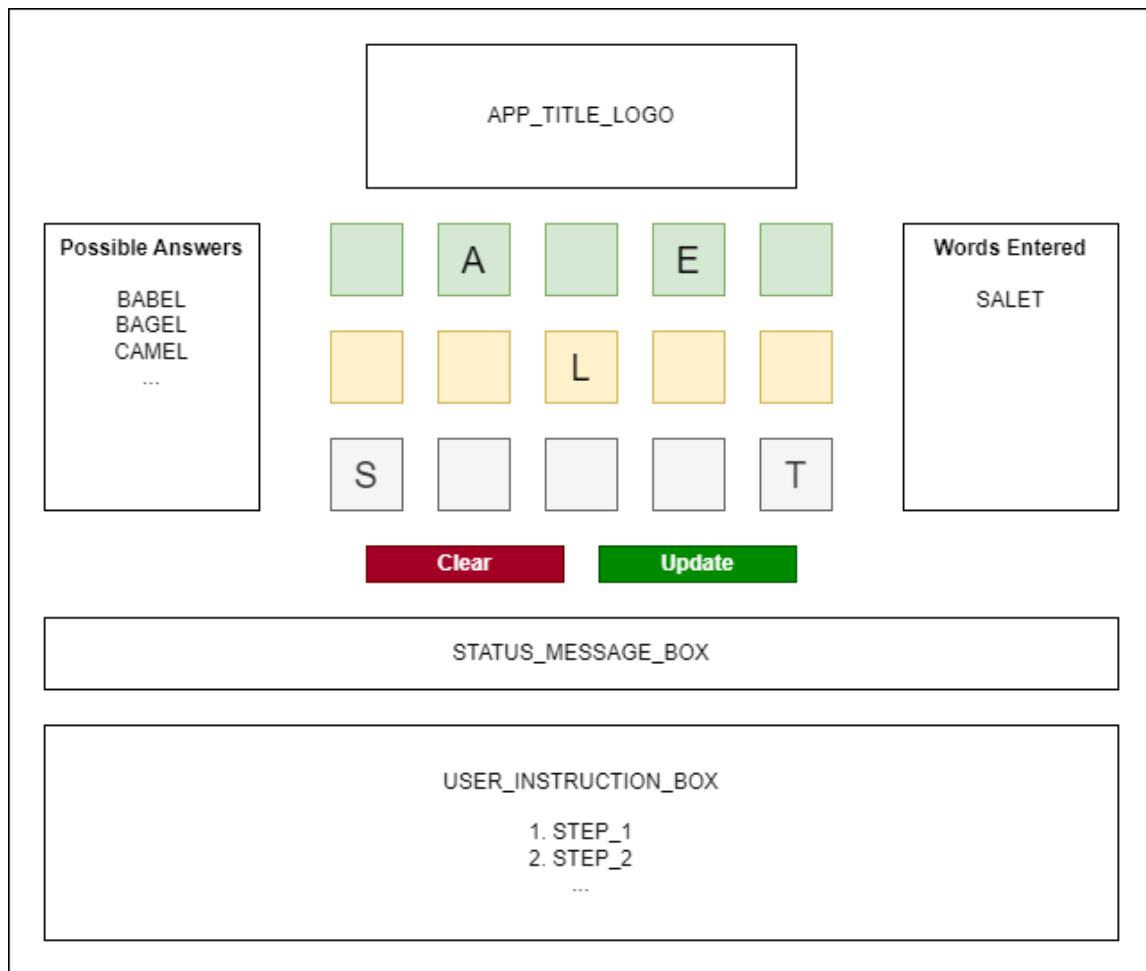 APP_TITLE_LOGO
Possible Answers
BABEL
BAGEL
CAMEL
...
A E
L
S T
Words Entered
SALET
Clear
Update
STATUS_MESSAGE_BOX
USER_INSTRUCTION_BOX
1. STEP_1
2. STEP_2
...